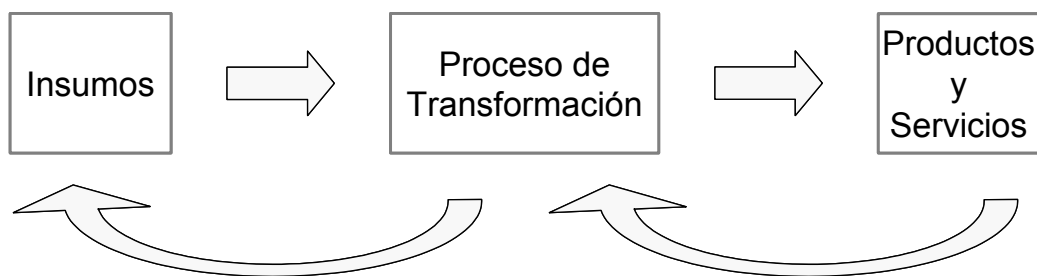 Insumos
Proceso de
Transformación
Productos
y
Servicios